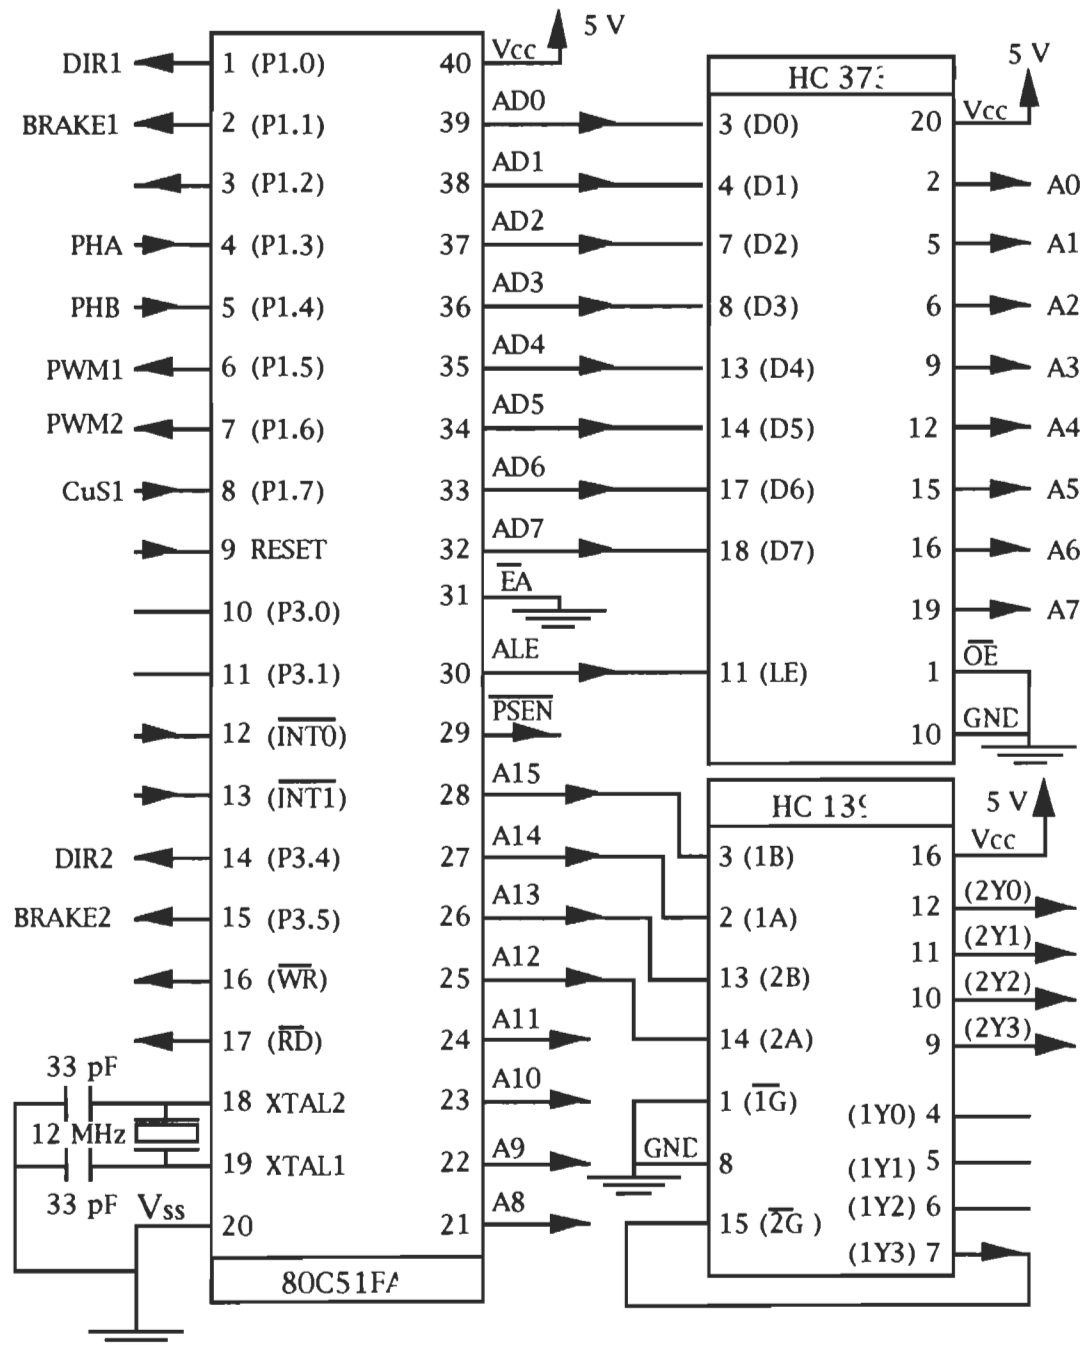 DIR1
BRAKE1
PHA
PHB
PWM1
PWM2
CuS1
DIR2
BRAKE2
33 pF
12 MHz
33 pF
Vss
1 (P1.0)
2 (P1.1)
3 (P1.2)
4 (P1.3)
5 (P1.4)
6 (P1.5)
7 (P1.6)
8 (P1.7)
9 RESET
10 (P3.0)
11 (P3.1)
12 (INT0)
13 (INT1)
14 (P3.4)
15 (P3.5)
16 (WR)
17 (RD)
18 XTAL2
19 XTAL1
20
40
39
38
37
36
35
34
33
32
31
30
29
28
27
26
25
24
23
22
21
80C51FA
Vcc
5 V
AD0
AD1
AD2
AD3
AD4
AD5
AD6
AD7
EA
ALE
PSEN
A15
A14
A13
A12
A11
A10
A9
A8
HC 373
3 (D0)
4 (D1)
7 (D2)
8 (D3)
13 (D4)
14 (D5)
17 (D6)
18 (D7)
11 (LE)
20
2
5
6
9
12
15
16
19
1
10
5 V
Vcc
A0
A1
A2
A3
A4
A5
A6
A7
OE
GND
HC 139
3 (1B)
2 (1A)
13 (2B)
14 (2A)
1 (1G)
GND
8
15 (2G )
16
12
11
10
9
(1Y0) 4
(1Y1) 5
(1Y2) 6
(1Y3) 7
5 V
Vcc
(2Y0)
(2Y1)
(2Y2)
(2Y3)